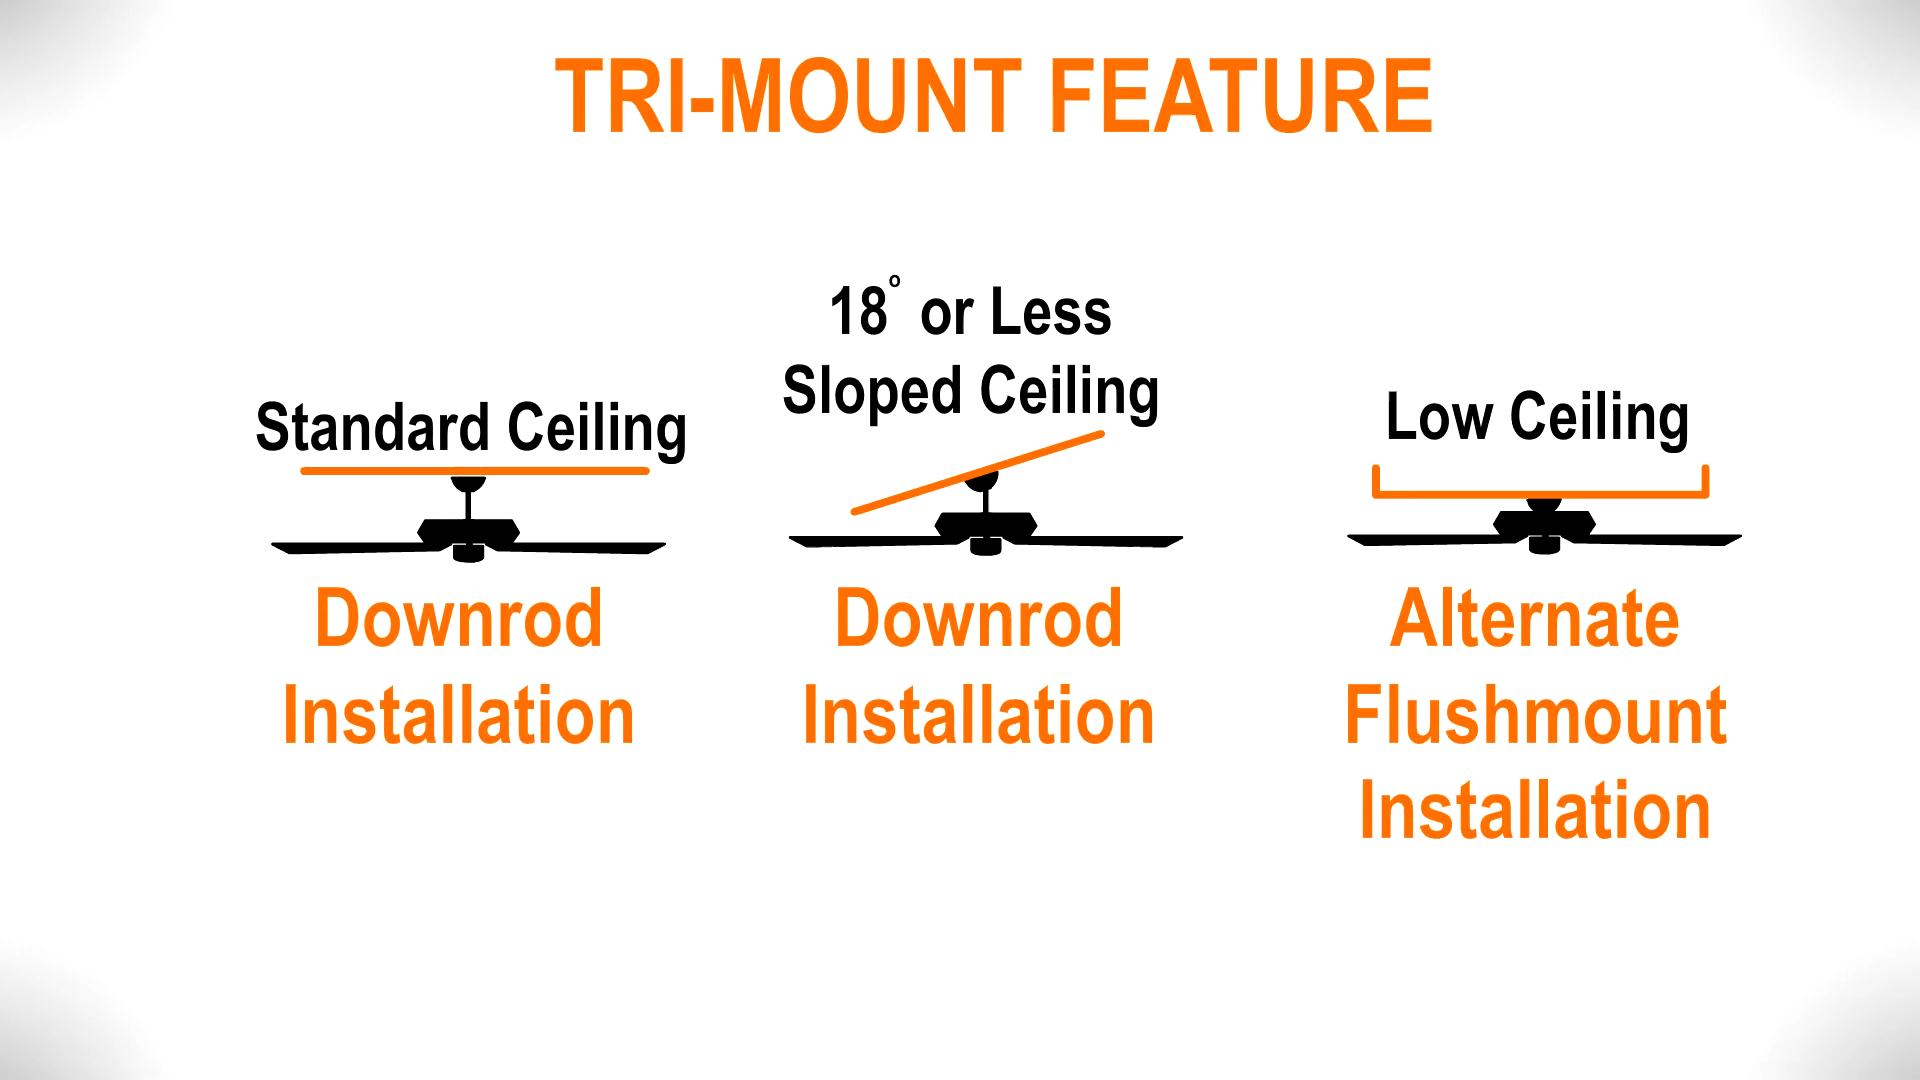 TRI-MOUNT FEATURE
Standard Ceiling
Downrod
Installation
18° or Less
Sloped Ceiling
Downrod
Installation
Low Ceiling
Alternate
Flushmount
Installation